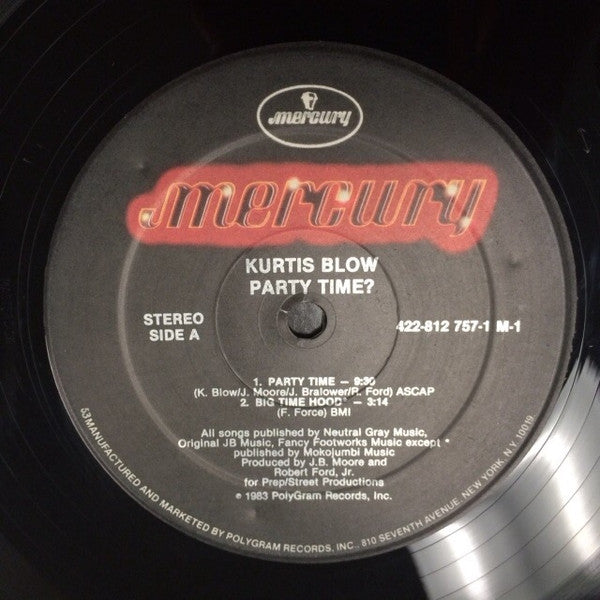 mercury
mercury
KURTIS BLOW
PARTY TIME?
STEREO
SIDE A
422-812 757-1 M-1
1. PARTY TIME – 9:30
(K. Blow/J. Moore/J. Bralower/R. Ford) ASCAP
2. BIG TIME HOOD* – 3:14
(F. Force) BMI
All songs published by Neutral Gray Music,
Original JB Music, Fancy Footworks Music except *
published by Mokojumbi Music
Produced by J.B. Moore and
Robert Ford, Jr.
for Prep/Street Productions
℗ 1983 PolyGram Records, Inc.
53 MANUFACTURED AND MARKETED BY POLYGRAM RECORDS, INC., 810 SEVENTH AVENUE, NEW YORK, N.Y. 10019